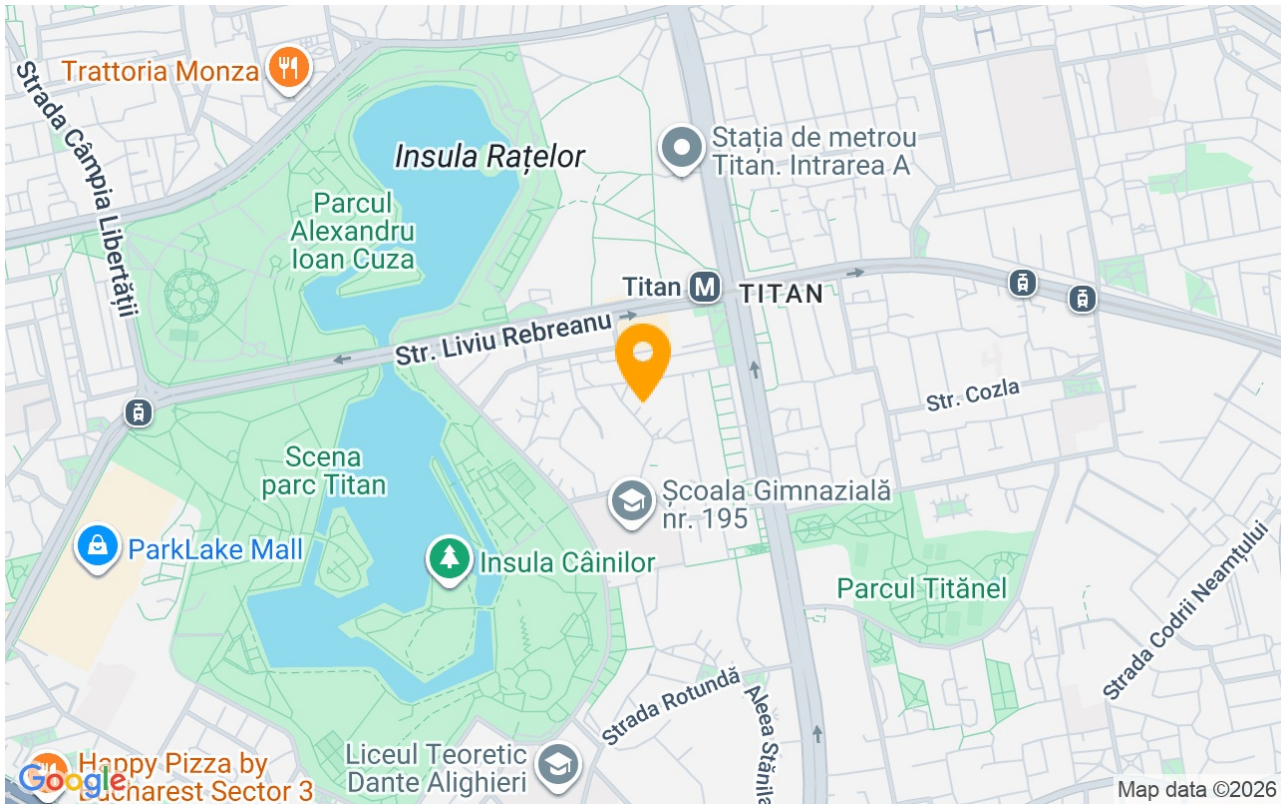 Trattoria Monza
Strada Câmpia Libertății
Insula Rațelor
Stația de metrou
Titan. Intrarea A
Parcul
Alexandru
Ioan Cuza
Titan
M
TITAN
Str. Liviu Rebreanu
Str. Cozla
Scena
parc Titan
Școala Gimnazială
nr. 195
ParkLake Mall
Insula Câinilor
Parcul Titănel
Strada Codrii Neamțului
Strada Rotundă
Aleea Stănila
Liceul Teoretic
Dante Alighieri
Happy Pizza by
Bucharest Sector 3
Google
Map data ©2026